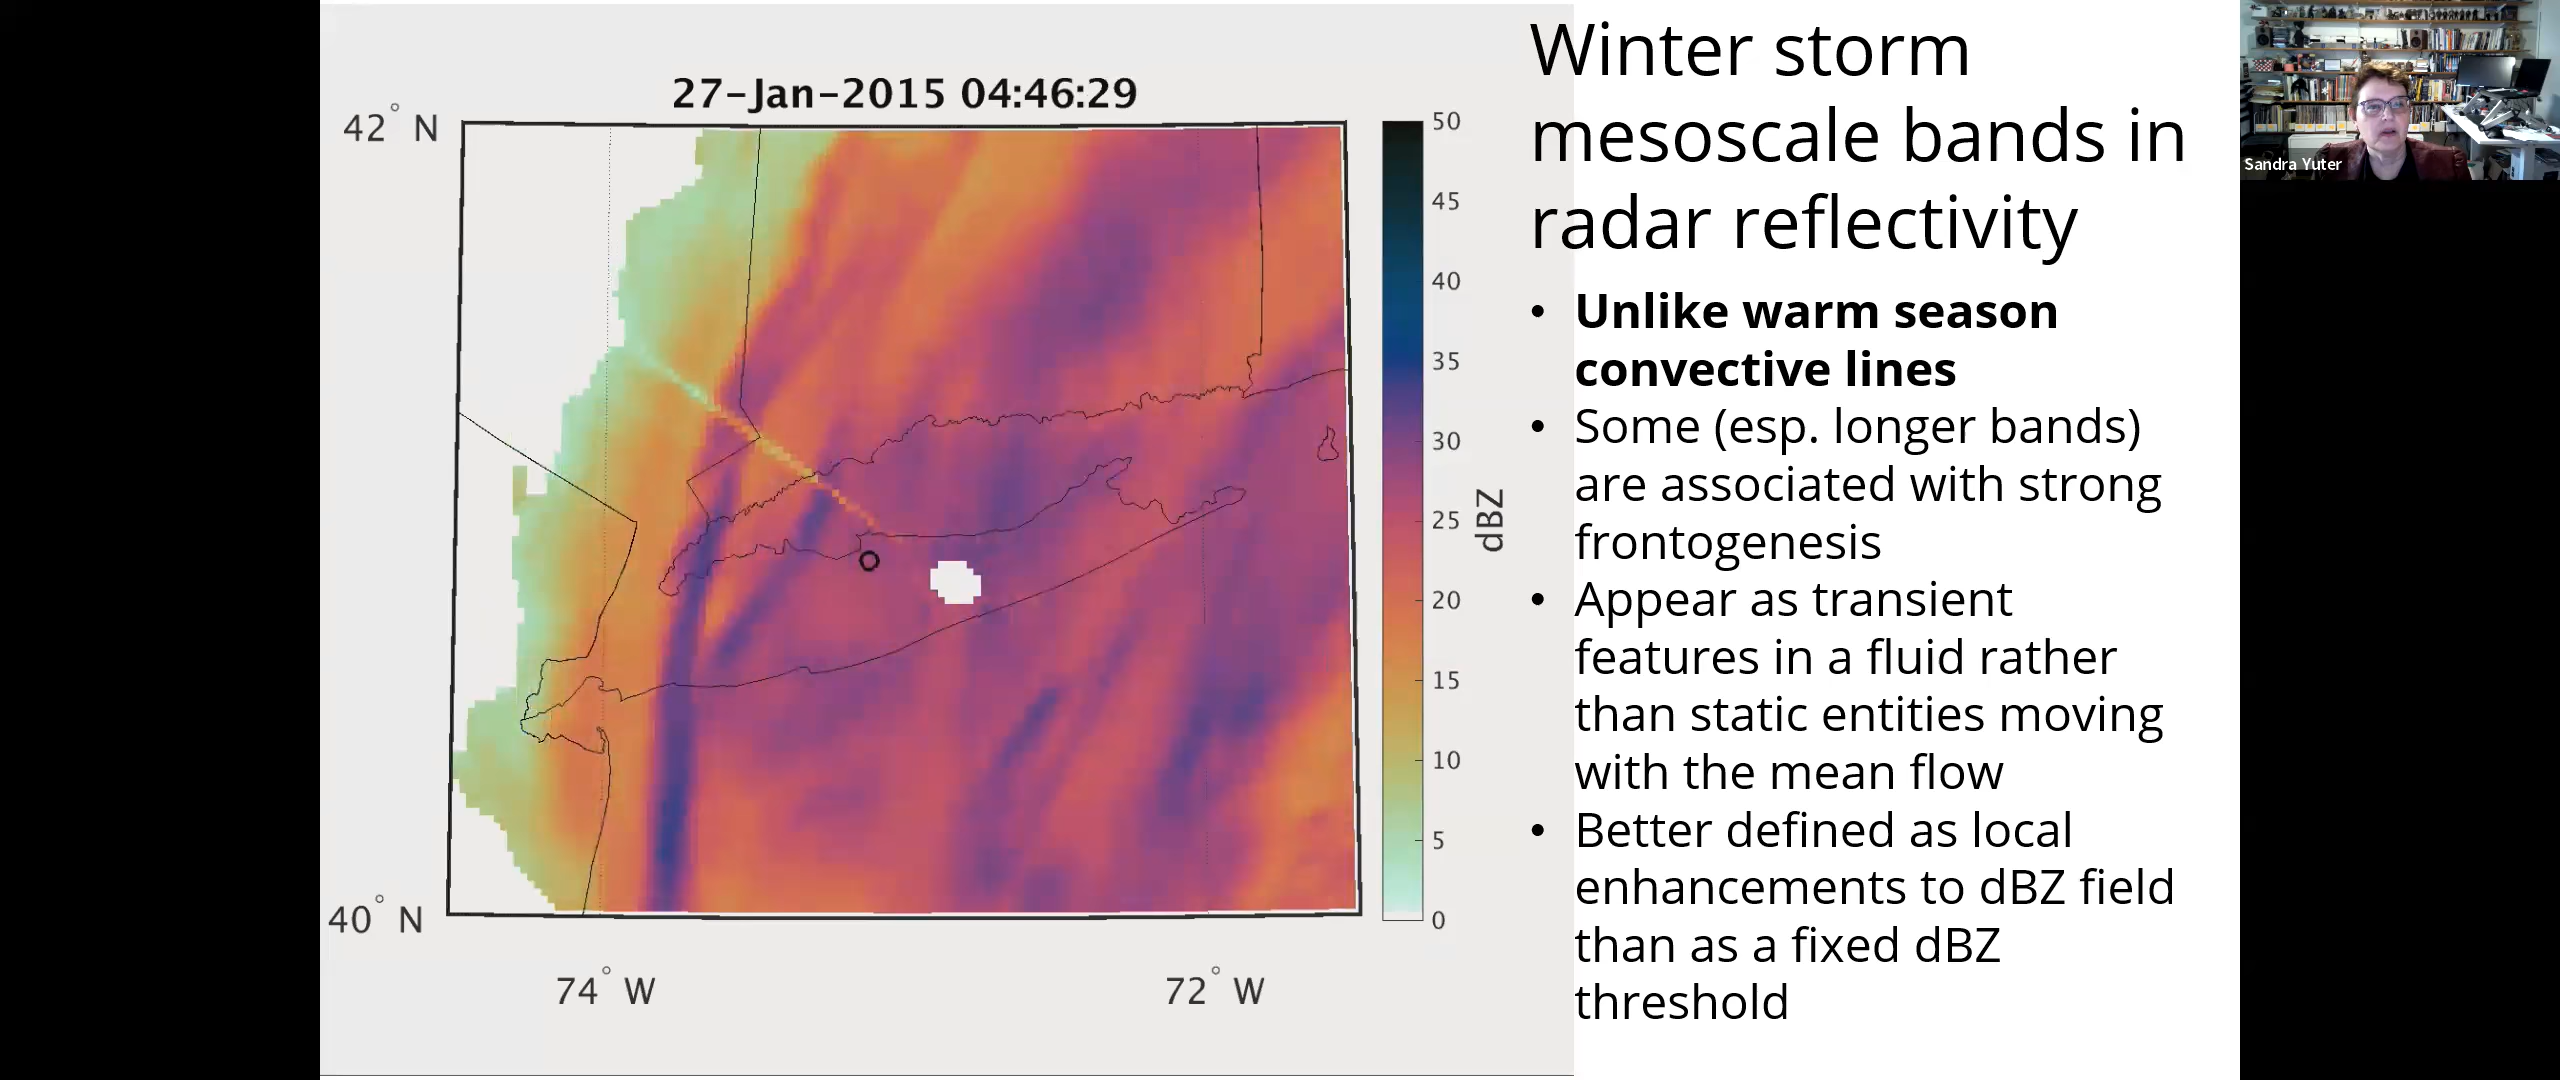 27-Jan-2015 04:46:29
42° N
40° N
74° W
72° W
50
45
40
35
30
25
20
15
10
5
0
dBZ
Winter storm
mesoscale bands in
radar reflectivity
• Unlike warm season
convective lines
• Some (esp. longer bands)
are associated with strong
frontogenesis
• Appear as transient
features in a fluid rather
than static entities moving
with the mean flow
• Better defined as local
enhancements to dBZ field
than as a fixed dBZ
threshold
Sandra Yuter